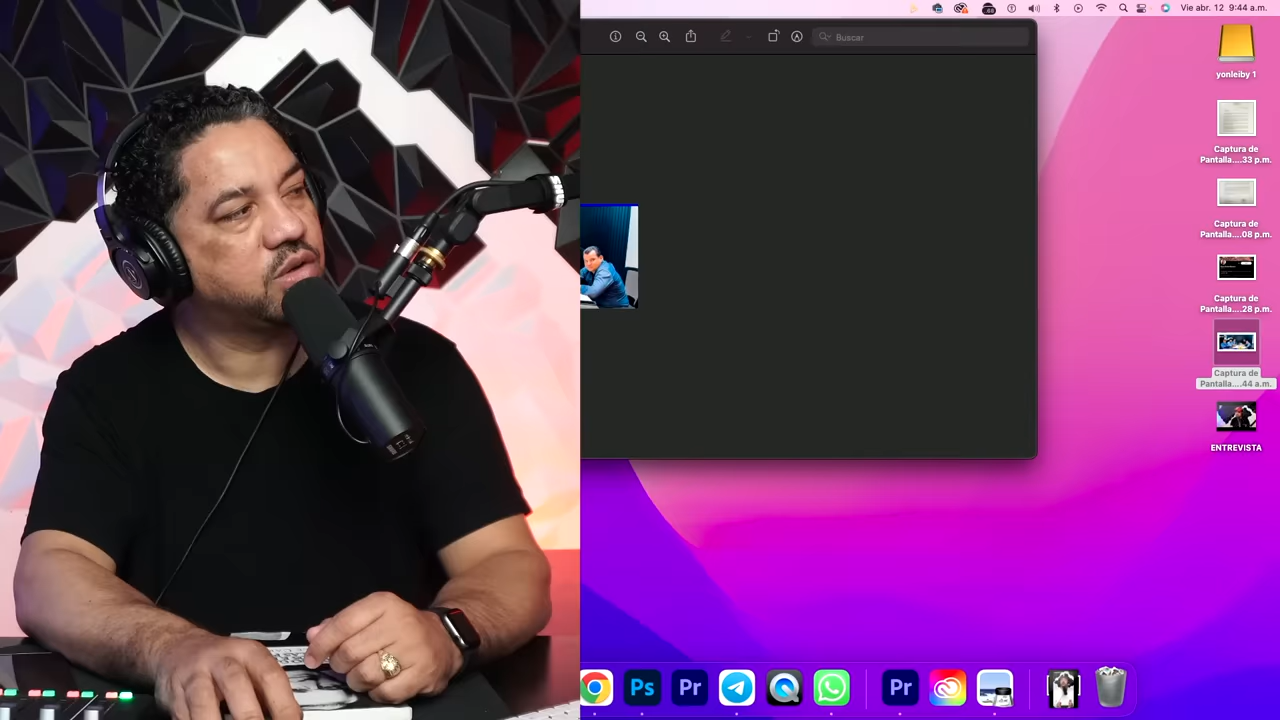 Vie abr. 12 9:44 a.m.
Buscar
yonleiby 1
Captura de
Pantalla....33 p.m.
Captura de
Pantalla....08 p.m.
Captura de
Pantalla....28 p.m.
Captura de
Pantalla....44 a.m.
ENTREVISTA
Ps
Pr
Pr